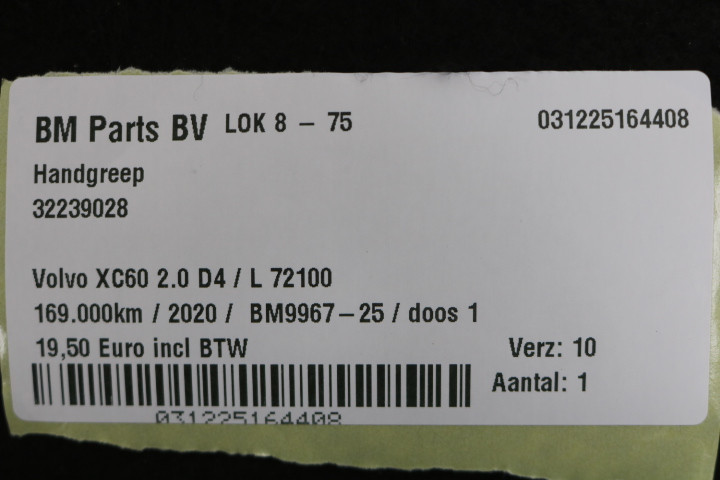 BM Parts BV LOK 8 – 75 031225164408
Handgreep
32239028
Volvo XC60 2.0 D4 / L 72100
169.000km / 2020 / BM9967–25 / doos 1
19,50 Euro incl BTW Verz: 10
Aantal: 1
031225164408